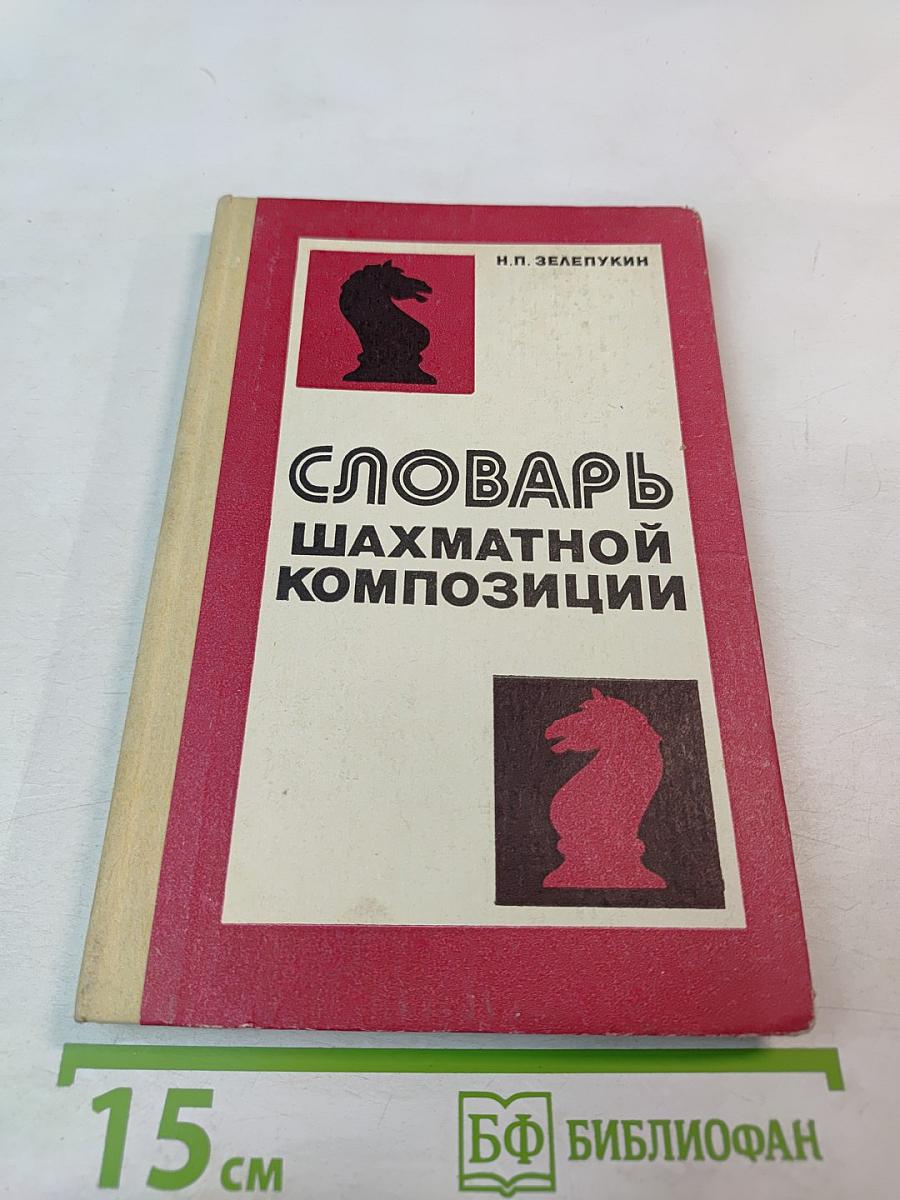 Н.П. ЗЕЛЕПУКИН
СЛОВАРЬ
ШАХМАТНОЙ
КОМПОЗИЦИИ
15 см
БФ БИБЛИОФАН